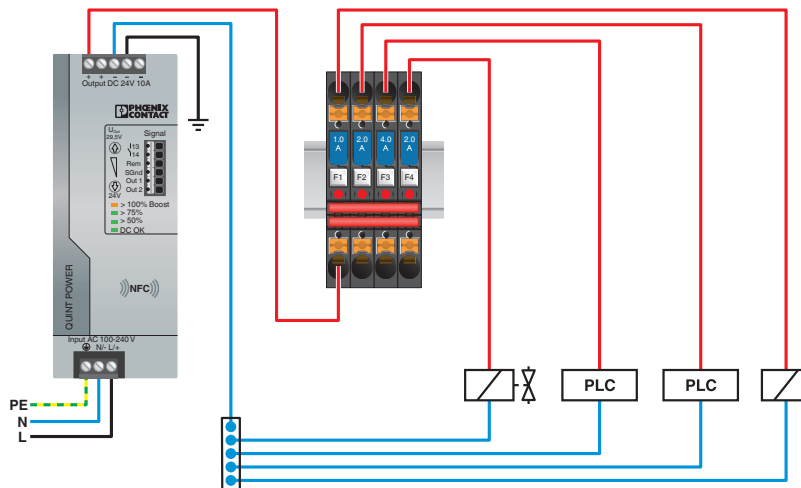 + + – – –
Output DC 24V 10A
PHŒNIX
CONTACT
UOut
29,5V
Signal
13
14
Rem
SGnd
Out 1
24V
Out 2
> 100% Boost
> 75%
> 50%
DC OK
NFC
QUINT POWER
Input AC 100-240 V
N/- L/+
PE
N
L
1.0 2.0 4.0 2.0
A A A A
F1 F2 F3 F4
PLC PLC